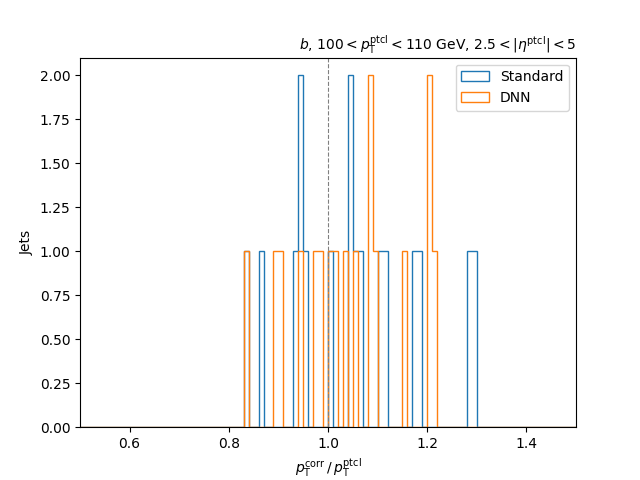 b, 100 < p_T^ptcl < 110 GeV, 2.5 < |η^ptcl| < 5
Standard
DNN
2.00
1.75
1.50
1.25
1.00
0.75
0.50
0.25
0.00
Jets
0.6 0.8 1.0 1.2 1.4
p_T^corr / p_T^ptcl